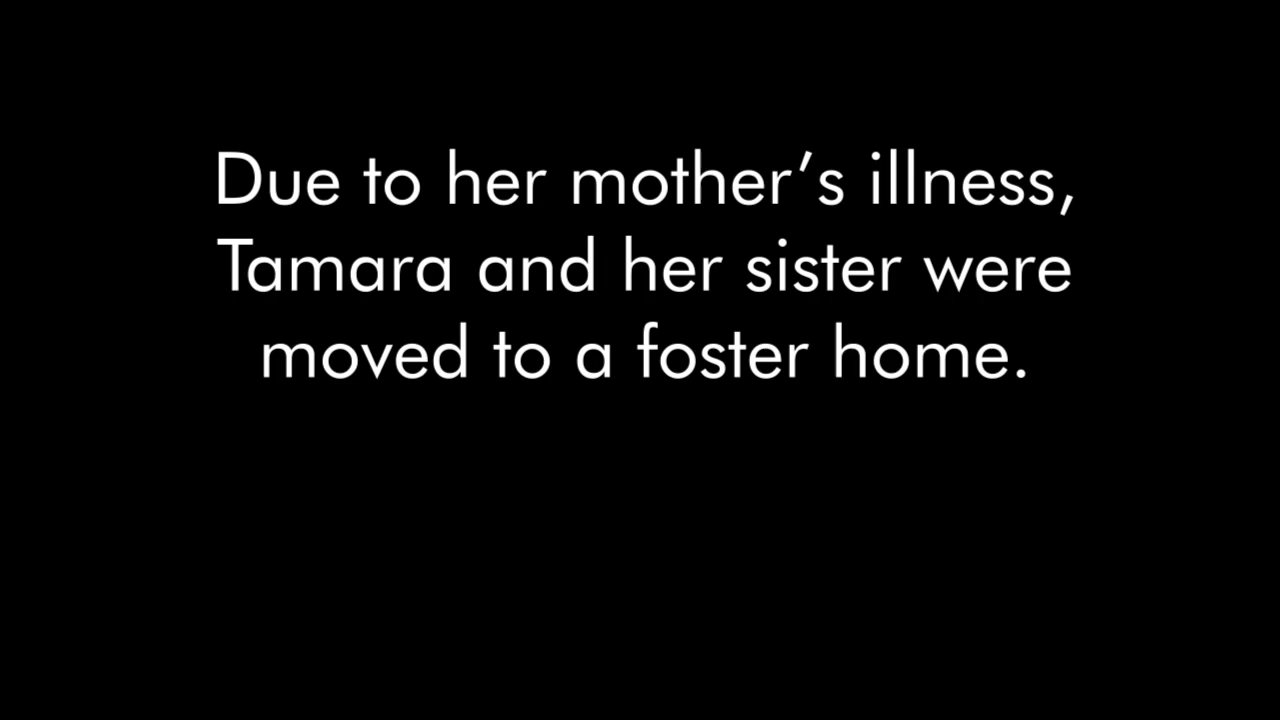 Due to her mother’s illness,
Tamara and her sister were
moved to a foster home.